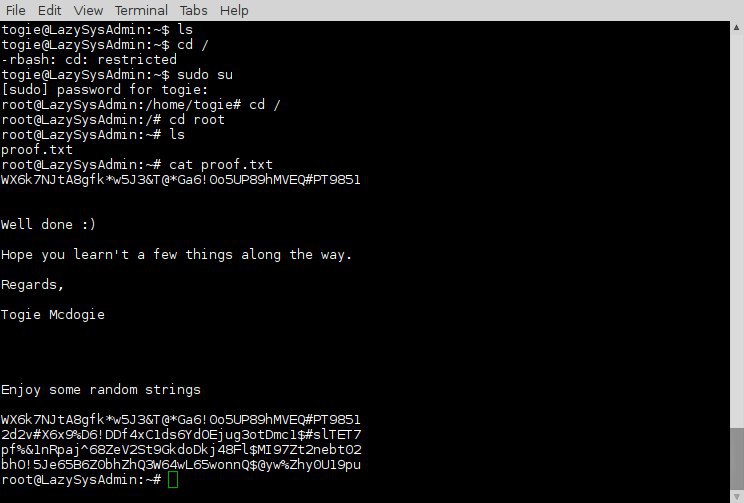 File Edit View Terminal Tabs Help
togie@LazySysAdmin:~$ ls
togie@LazySysAdmin:~$ cd /
-rbash: cd: restricted
togie@LazySysAdmin:~$ sudo su
[sudo] password for togie:
root@LazySysAdmin:/home/togie# cd /
root@LazySysAdmin:/# cd root
root@LazySysAdmin:~# ls
proof.txt
root@LazySysAdmin:~# cat proof.txt
WX6k7NJtA8gfk*w5J3&T@*Ga6!0o5UP89hMVEQ#PT9851
Well done :)
Hope you learn't a few things along the way.
Regards,
Togie Mcdogie
Enjoy some random strings
WX6k7NJtA8gfk*w5J3&T@*Ga6!0o5UP89hMVEQ#PT9851
2d2v#X6x9%D6!DDf4xC1ds6YdOEjug3otDmc1$#slTET7
pf%&1nRpaj^68ZeV2St9GkdoDkj48Fl$MI97Zt2nebt02
bhO!5Je65B6Z0bhZhQ3W64wL65wonnQ$@yw%Zhy0U19pu
root@LazySysAdmin:~#